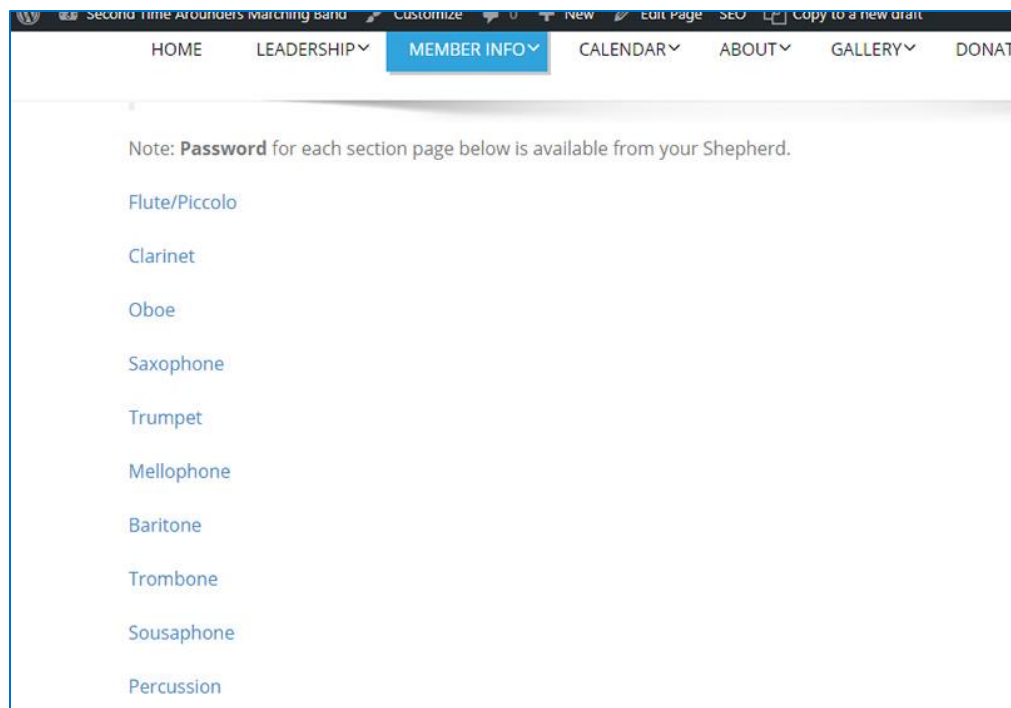 Second Time Arounders Marching Band Customize 0 New Edit Page SEO Copy to a new draft
HOME LEADERSHIP MEMBER INFO CALENDAR ABOUT GALLERY DONAT
Note: Password for each section page below is available from your Shepherd.
Flute/Piccolo
Clarinet
Oboe
Saxophone
Trumpet
Mellophone
Baritone
Trombone
Sousaphone
Percussion